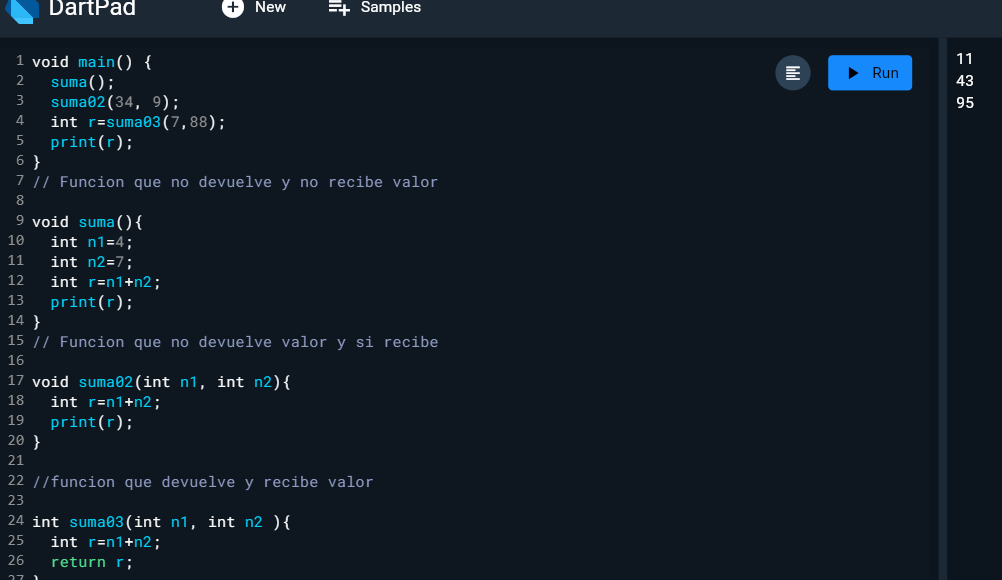 DartPad
New
Samples
Run
1 void main() {
2   suma();
3   suma02(34, 9);
4   int r=suma03(7,88);
5   print(r);
6 }
7 // Funcion que no devuelve y no recibe valor
8
9 void suma(){
10   int n1=4;
11   int n2=7;
12   int r=n1+n2;
13   print(r);
14 }
15 // Funcion que no devuelve valor y si recibe
16
17 void suma02(int n1, int n2){
18   int r=n1+n2;
19   print(r);
20 }
21
22 //funcion que devuelve y recibe valor
23
24 int suma03(int n1, int n2 ){
25   int r=n1+n2;
26   return r;
27 }
11
43
95